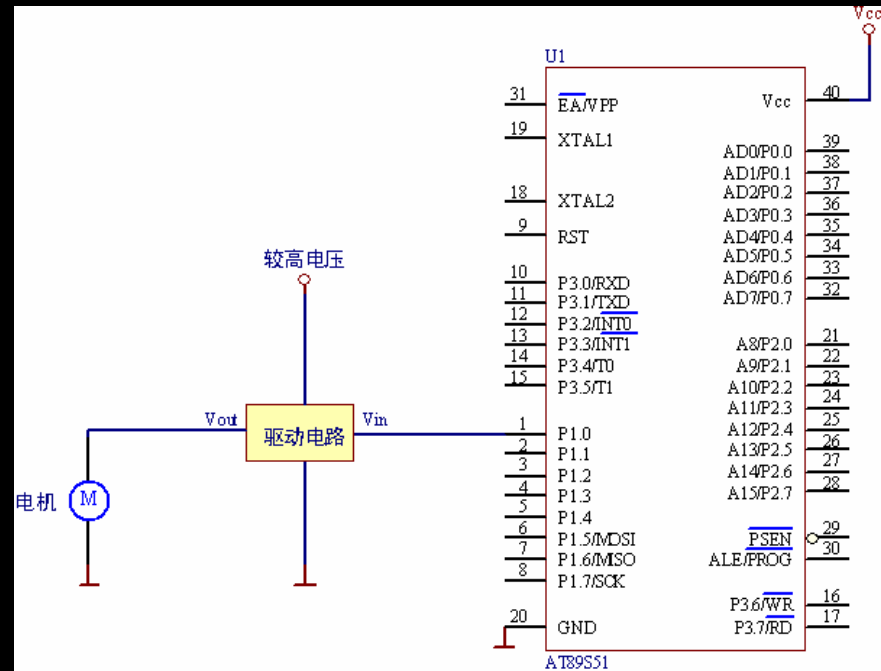 Vcc
U1
31 EA/VPP
19 XTAL1
18 XTAL2
9 RST
10 P3.0/RXD
11 P3.1/TXD
12 P3.2/INT0
13 P3.3/INT1
14 P3.4/T0
15 P3.5/T1
1 P1.0
2 P1.1
3 P1.2
4 P1.3
5 P1.4
6 P1.5/MOSI
7 P1.6/MISO
8 P1.7/SCK
20 GND
Vcc 40
AD0/P0.0 39
AD1/P0.1 38
AD2/P0.2 37
AD3/P0.3 36
AD4/P0.4 35
AD5/P0.5 34
AD6/P0.6 33
AD7/P0.7 32
A8/P2.0 21
A9/P2.1 22
A10/P2.2 23
A11/P2.3 24
A12/P2.4 25
A13/P2.5 26
A14/P2.6 27
A15/P2.7 28
PSEN 29
ALE/PROG 30
P3.6/WR 16
P3.7/RD 17
AT89S51
较高电压
Vout
驱动电路
Vin
电机
M